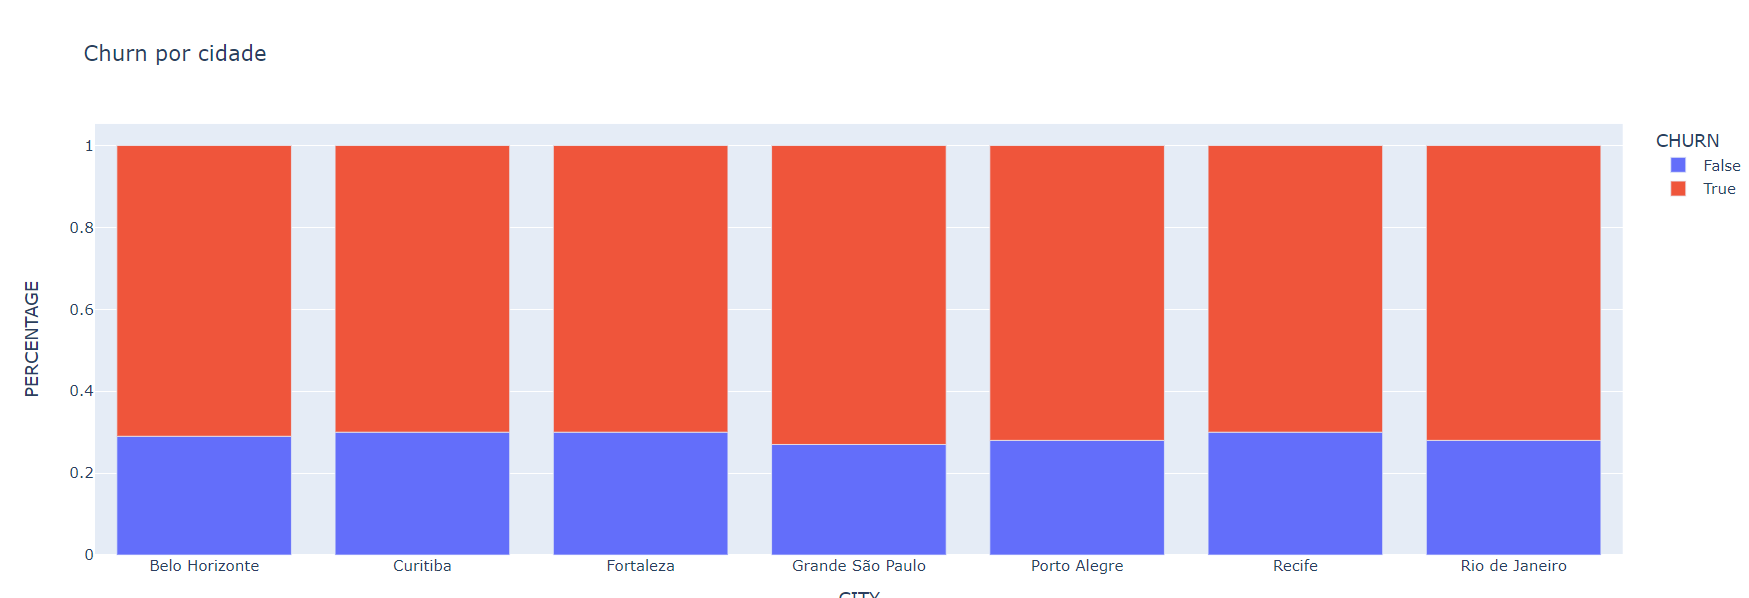 Churn por cidade
CHURN
False
True
PERCENTAGE
1
0.8
0.6
0.4
0.2
0
Belo Horizonte Curitiba Fortaleza Grande São Paulo Porto Alegre Recife Rio de Janeiro
CITY